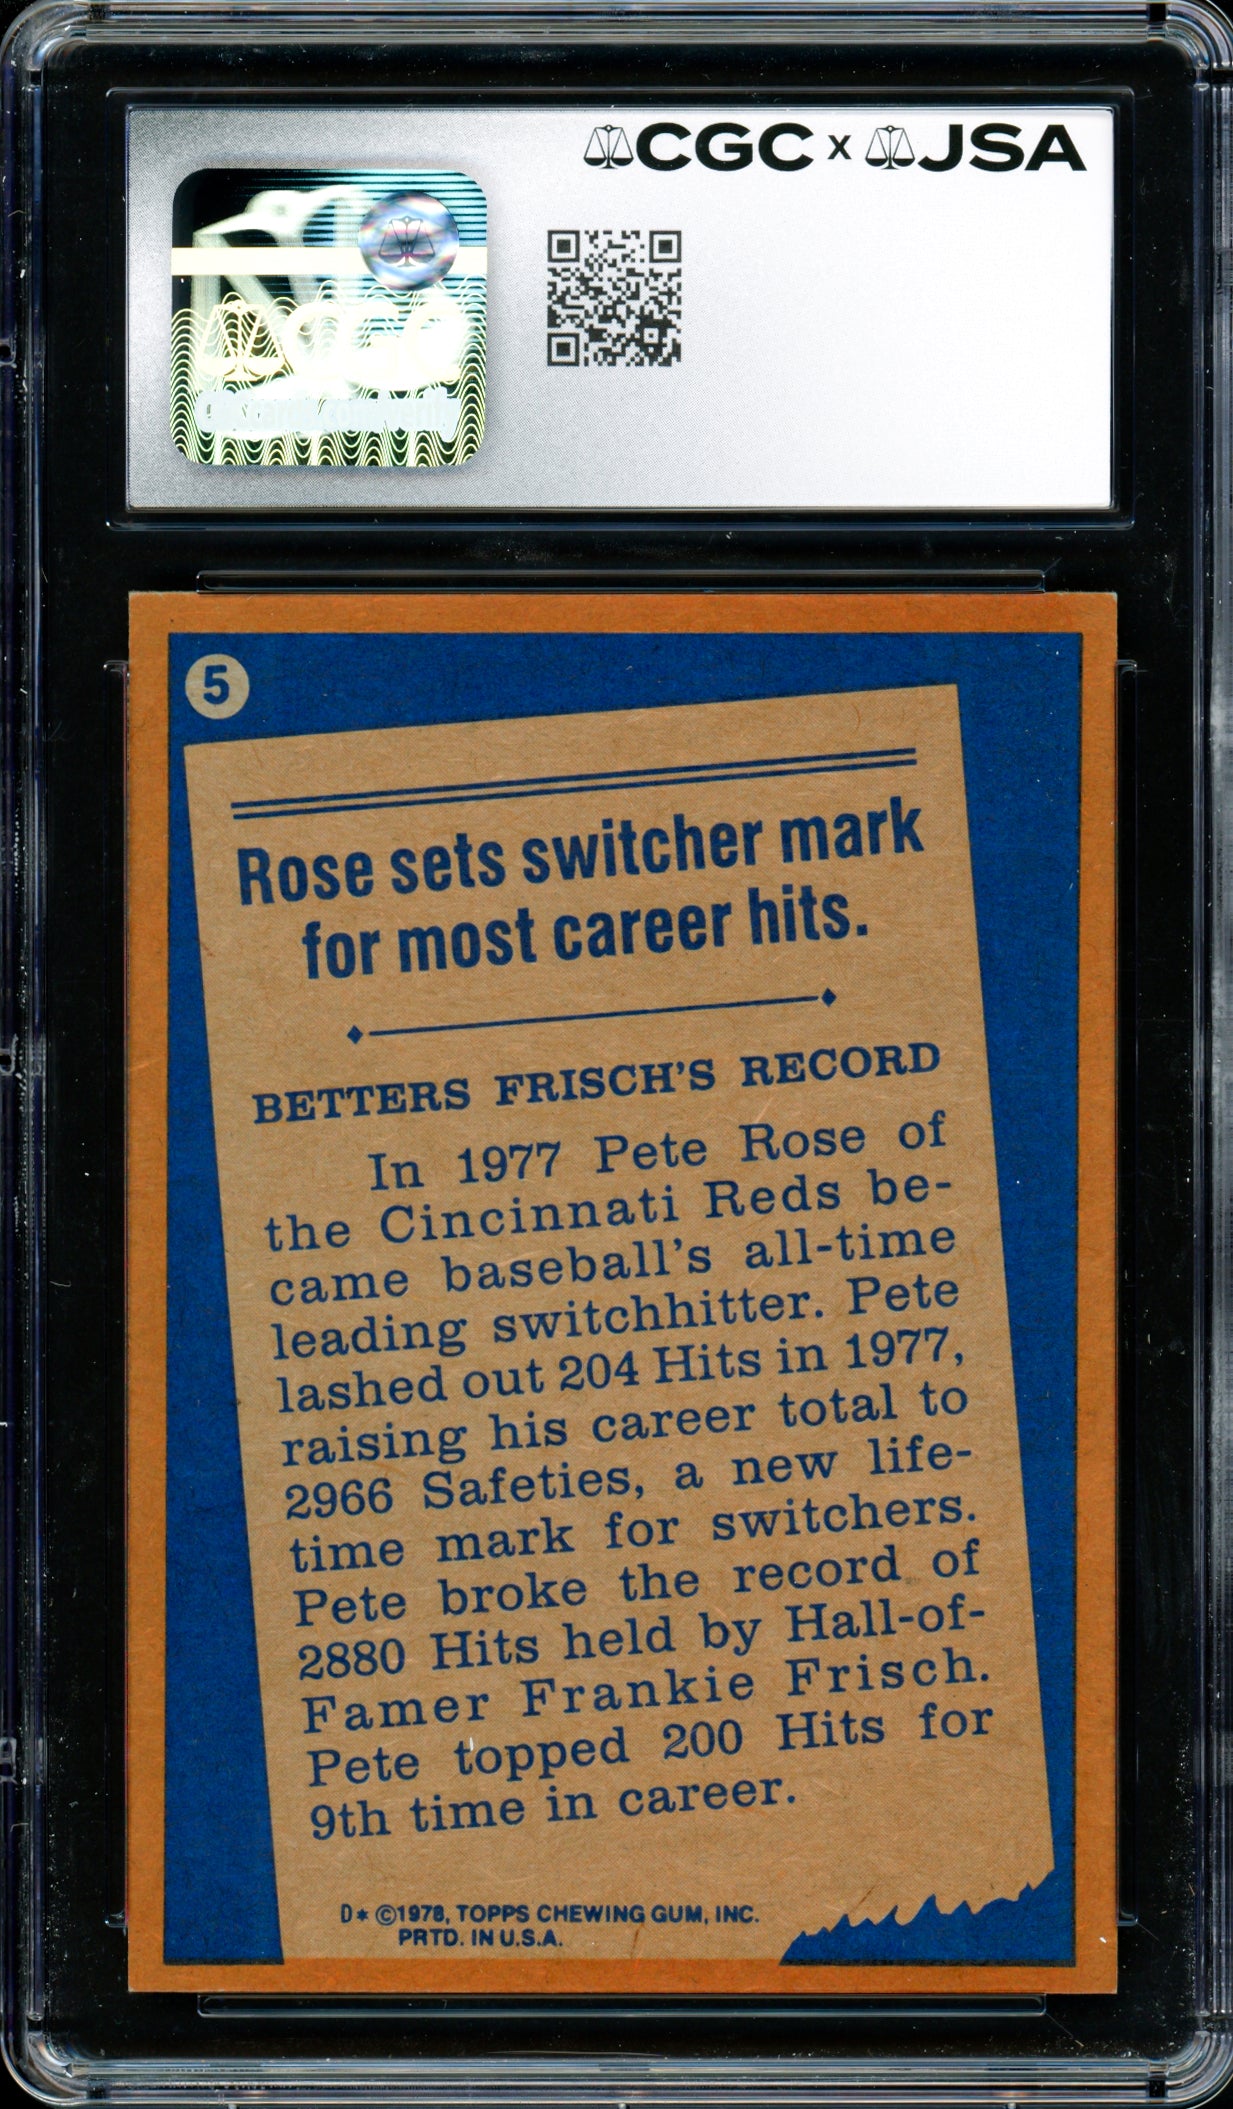 CGC x JSA
CGC
5
Rose sets switcher mark
for most career hits.
BETTERS FRISCH'S RECORD
In 1977 Pete Rose of
the Cincinnati Reds be-
came baseball's all-time
leading switchhitter. Pete
lashed out 204 Hits in 1977,
raising his career total to
2966 Safeties, a new life-
time mark for switchers.
Pete broke the record of
2880 Hits held by Hall-of-
Famer Frankie Frisch.
Pete topped 200 Hits for
9th time in career.
D* ©1978, TOPPS CHEWING GUM, INC.
PRTD. IN U.S.A.